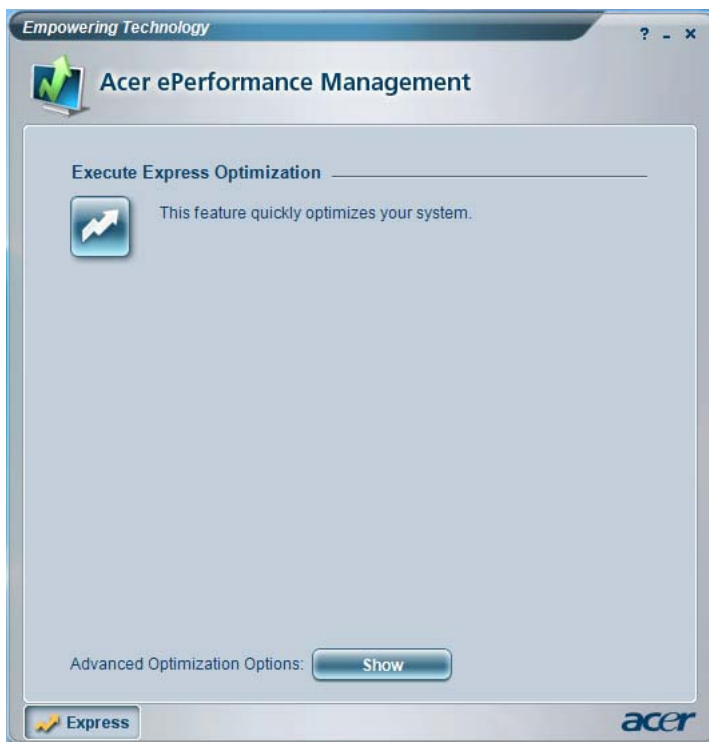 Empowering Technology
? - ×
Acer ePerformance Management
Execute Express Optimization
This feature quickly optimizes your system.
Advanced Optimization Options: Show
Express
acer